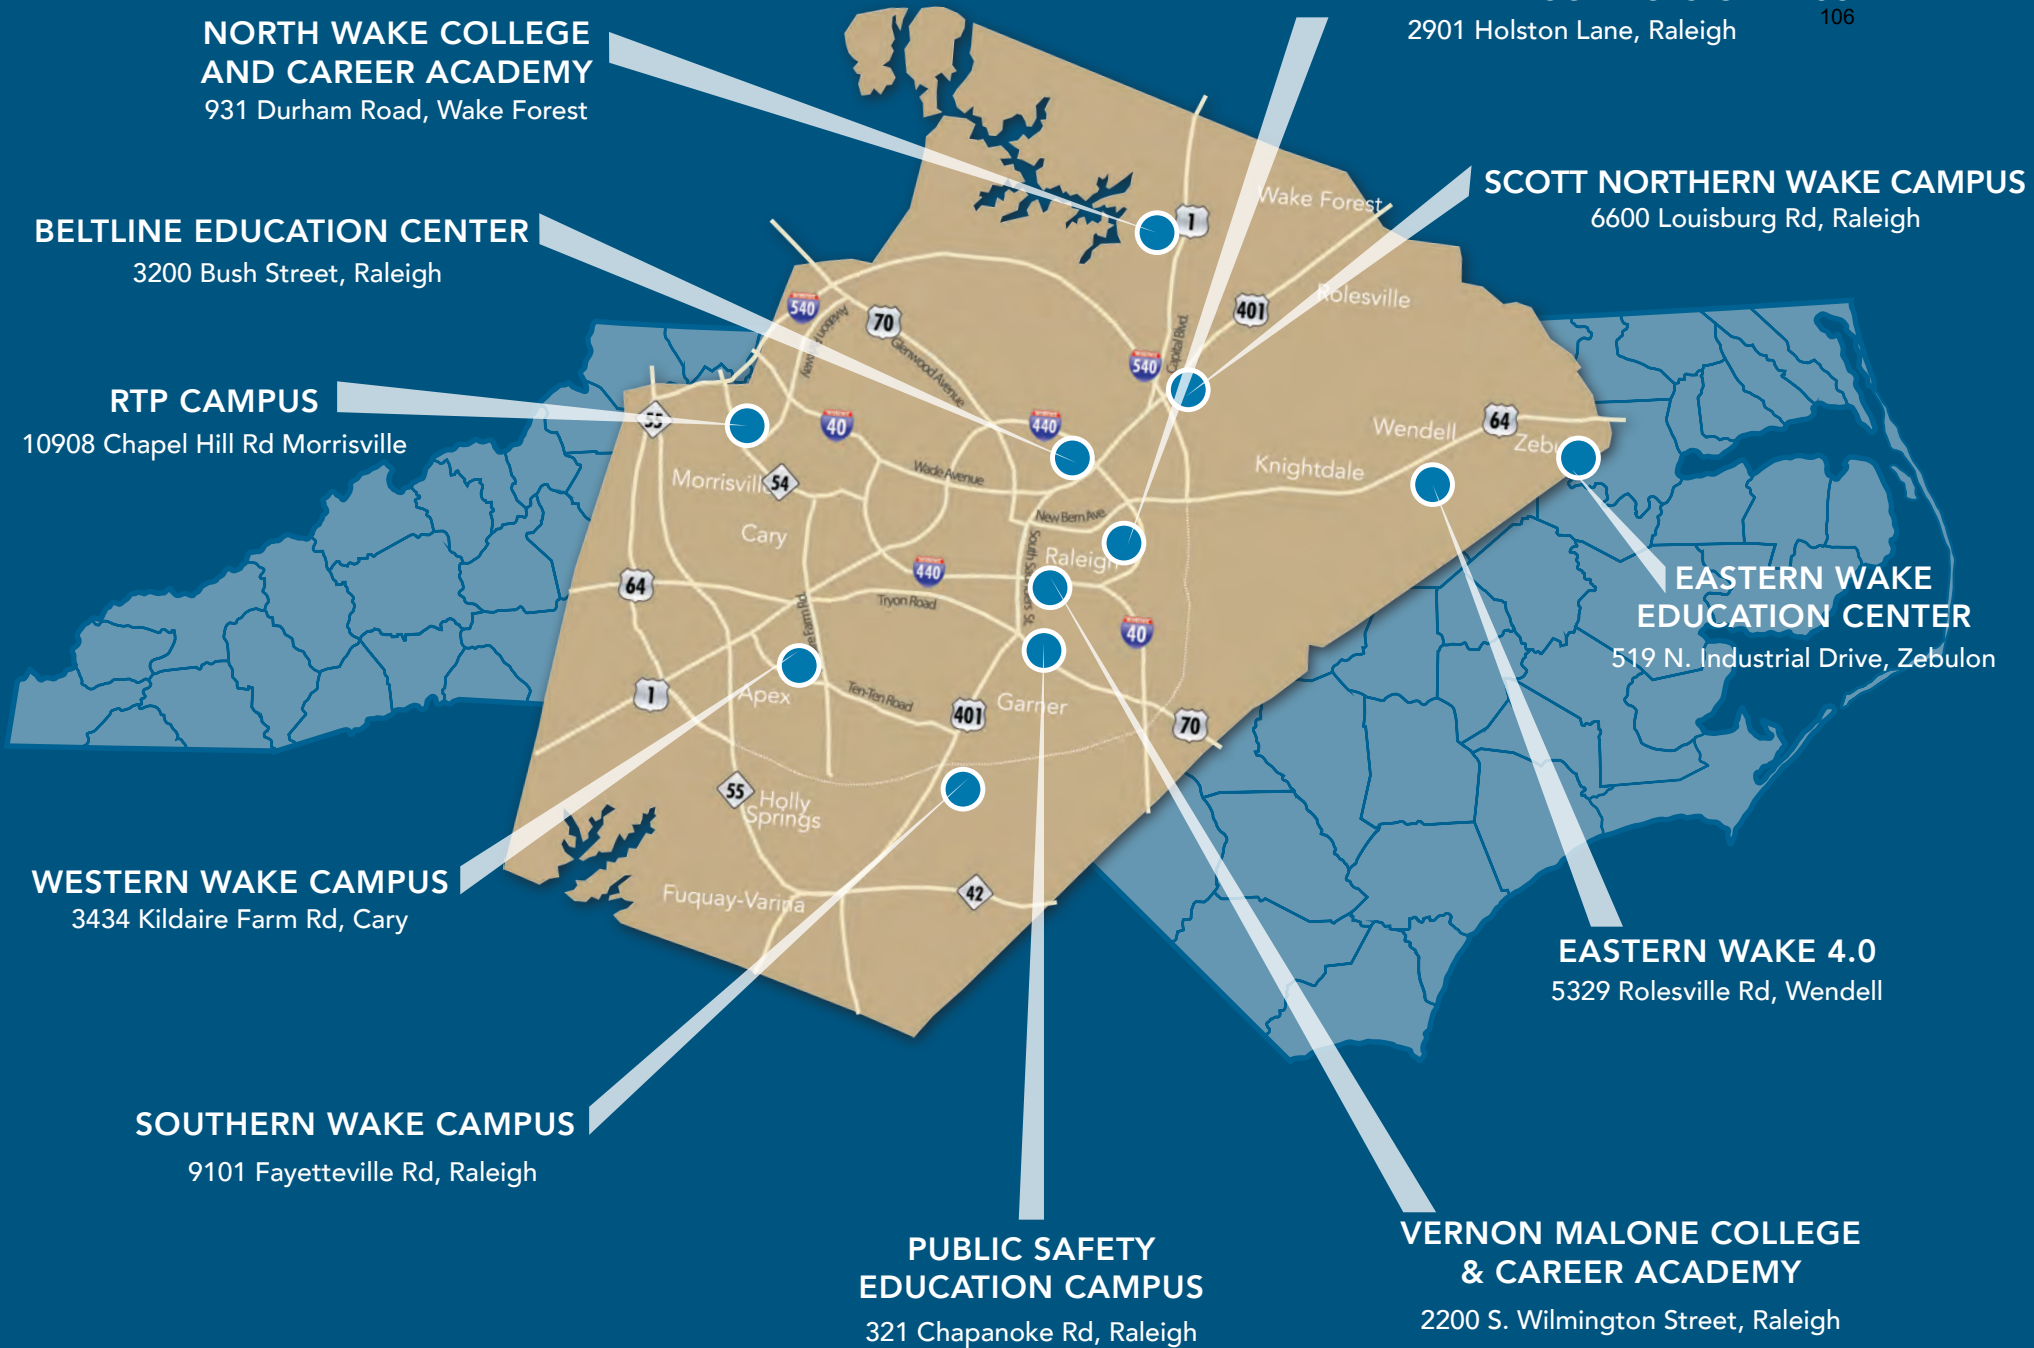 106
2901 Holston Lane, Raleigh
NORTH WAKE COLLEGE
AND CAREER ACADEMY
931 Durham Road, Wake Forest
SCOTT NORTHERN WAKE CAMPUS
6600 Louisburg Rd, Raleigh
BELTLINE EDUCATION CENTER
3200 Bush Street, Raleigh
RTP CAMPUS
10908 Chapel Hill Rd Morrisville
Wake Forest
1
Rolesville
401
540
70
Aviation Parkway
Glenwood Avenue
540
Capital Blvd.
55
40
440
Wendell
64
Knightdale
Morrisville
54
Wade Avenue
New Bern Ave.
Cary
Raleigh
440
64
Tryon Road
40
EASTERN WAKE
EDUCATION CENTER
519 N. Industrial Drive, Zebulon
1
Apex
Ten-Ten Road
401
Garner
70
55
Holly
Springs
WESTERN WAKE CAMPUS
3434 Kildaire Farm Rd, Cary
Fuquay-Varina
42
EASTERN WAKE 4.0
5329 Rolesville Rd, Wendell
SOUTHERN WAKE CAMPUS
9101 Fayetteville Rd, Raleigh
PUBLIC SAFETY
EDUCATION CAMPUS
321 Chapanoke Rd, Raleigh
VERNON MALONE COLLEGE
& CAREER ACADEMY
2200 S. Wilmington Street, Raleigh